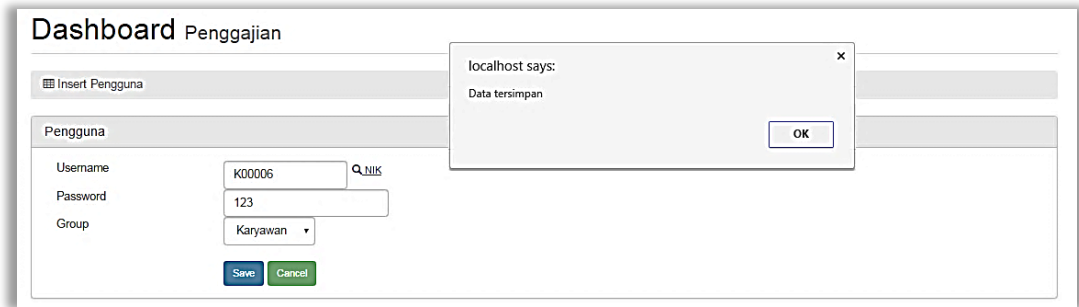 Dashboard Penggajian
localhost says:
Data tersimpan
OK
Insert Pengguna
Pengguna
Username K00006 NIK
Password 123
Group Karyawan
Save Cancel